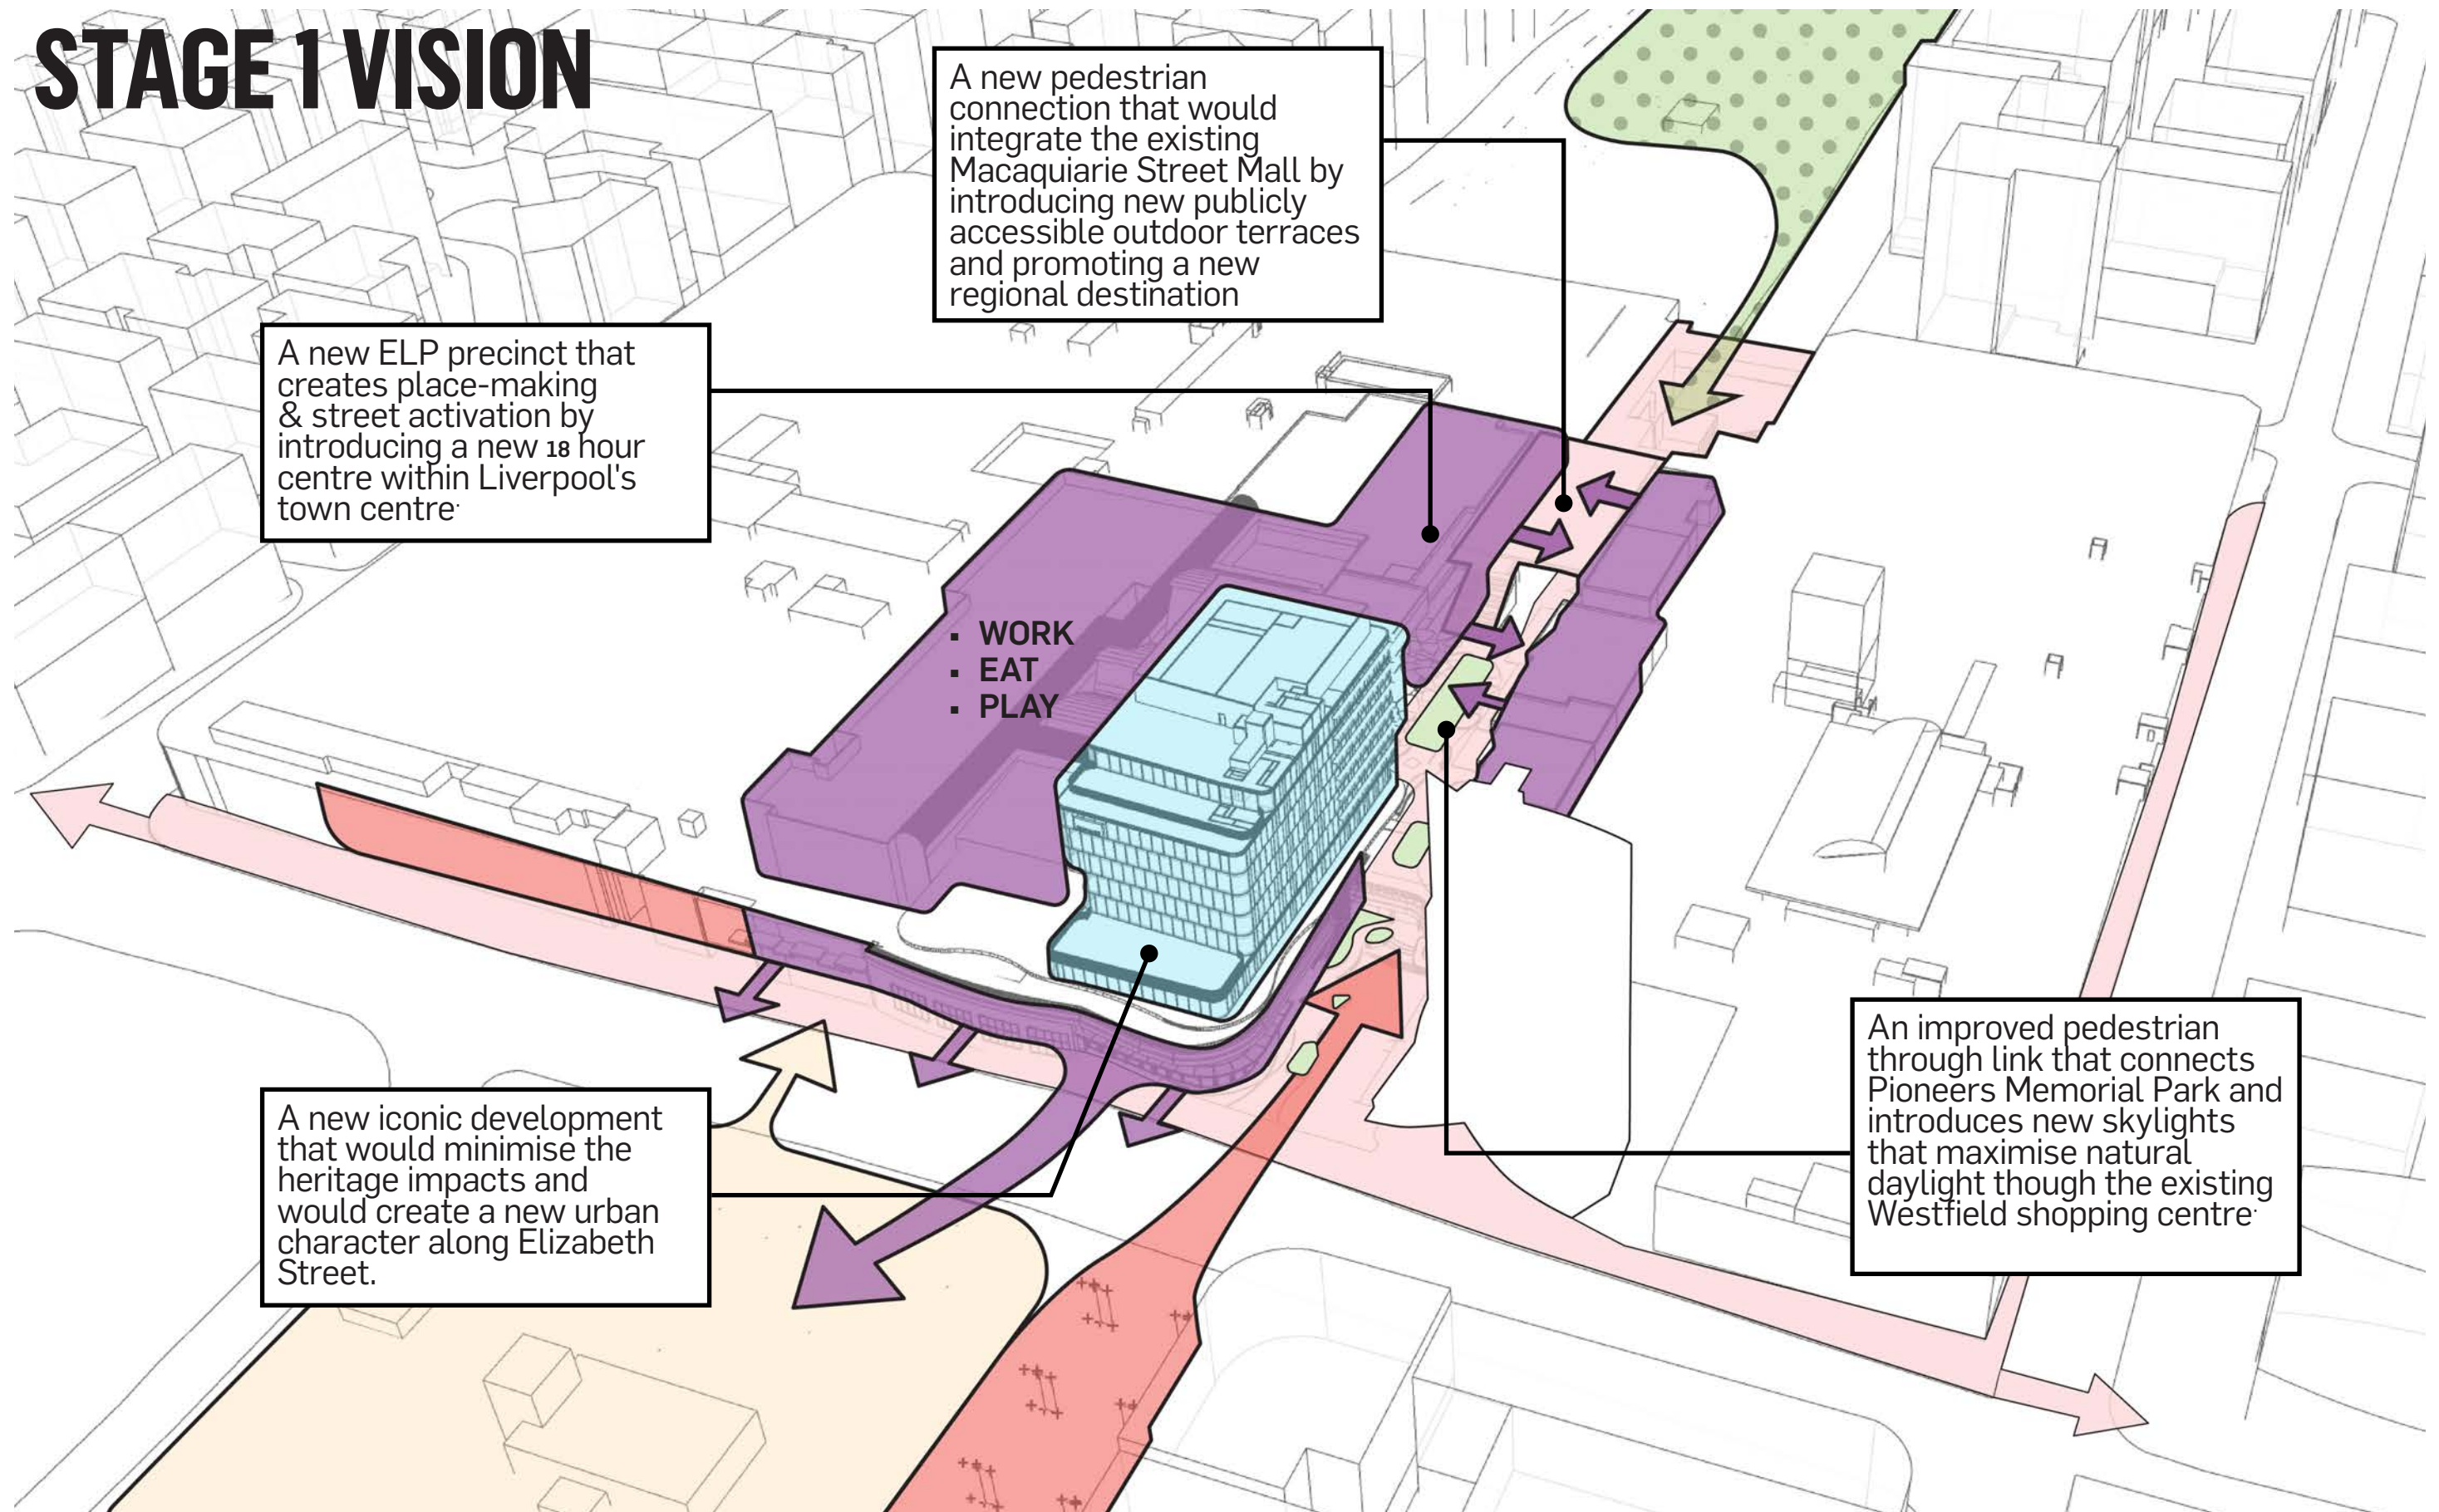 STAGE 1 VISION
A new pedestrian
connection that would
integrate the existing
Macaquiarie Street Mall by
introducing new publicly
accessible outdoor terraces
and promoting a new
regional destination
A new ELP precinct that
creates place-making
& street activation by
introducing a new 18 hour
centre within Liverpool's
town centre.
▪ WORK
▪ EAT
▪ PLAY
A new iconic development
that would minimise the
heritage impacts and
would create a new urban
character along Elizabeth
Street.
An improved pedestrian
through link that connects
Pioneers Memorial Park and
introduces new skylights
that maximise natural
daylight though the existing
Westfield shopping centre.